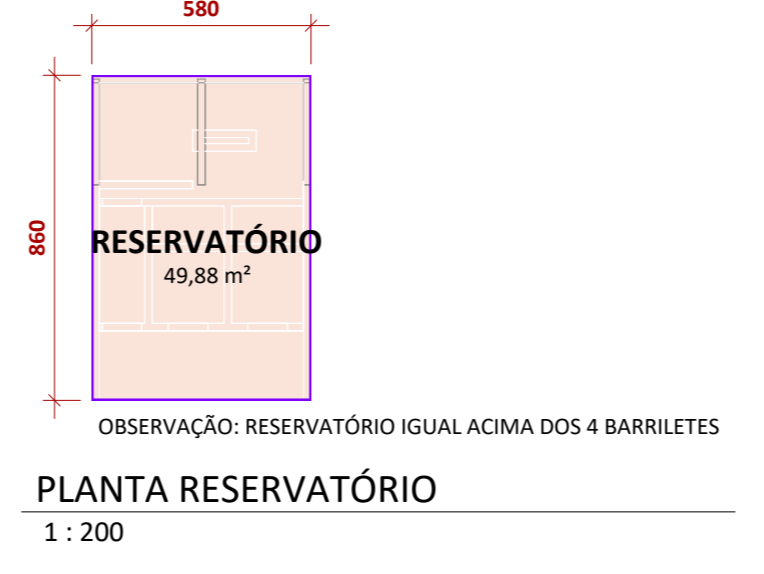 580
860
RESERVATÓRIO
49,88 m²
OBSERVAÇÃO: RESERVATÓRIO IGUAL ACIMA DOS 4 BARRILETES
PLANTA RESERVATÓRIO
1 : 200